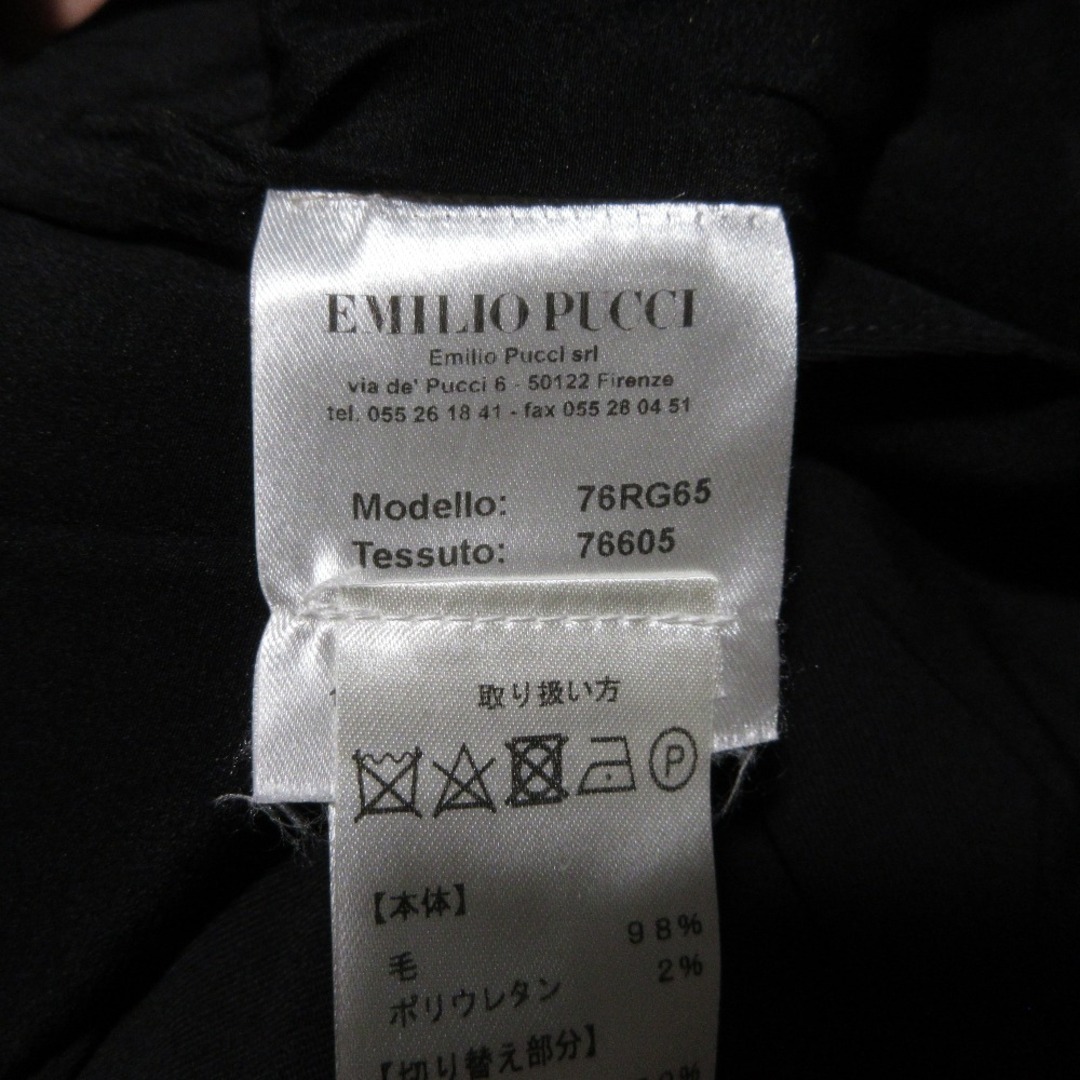 EMILIO PUCCI
Emilio Pucci srl
via de' Pucci 6 - 50122 Firenze
tel. 055 26 18 41 - fax 055 28 04 51
Modello: 76RG65
Tessuto: 76605
取り扱い方
P
【本体】
毛 98%
ポリウレタン 2%
【切り替え部分】